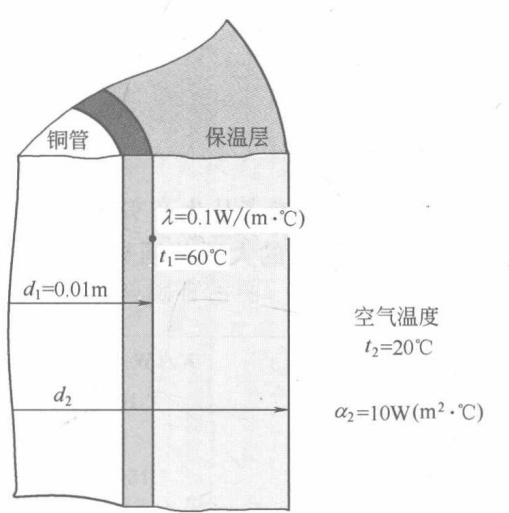 铜管
保温层
λ=0.1W/(m·℃)
t₁=60℃
d₁=0.01m
空气温度
t₂=20℃
d₂
α₂=10W(m²·℃)